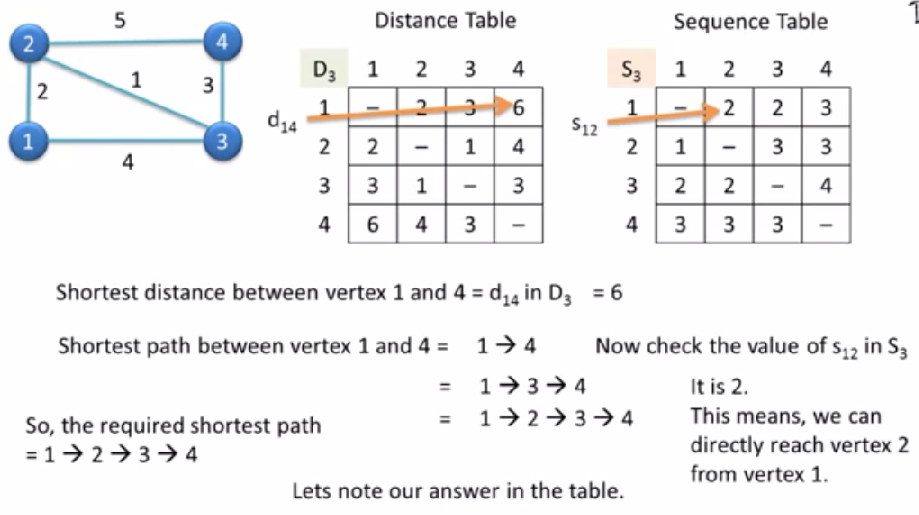 Distance Table
Sequence Table
5
2
4
1
3
2
1
3
4
D3 1 2 3 4
1 – 2 3 6
2 2 – 1 4
3 3 1 – 3
4 6 4 3 –
d14
S3 1 2 3 4
1 – 2 2 3
2 1 – 3 3
3 2 2 – 4
4 3 3 3 –
s12
Shortest distance between vertex 1 and 4 = d14 in D3 = 6
Shortest path between vertex 1 and 4 = 1 → 4
Now check the value of s12 in S3
= 1 → 3 → 4
It is 2.
= 1 → 2 → 3 → 4
This means, we can
directly reach vertex 2
from vertex 1.
So, the required shortest path
= 1 → 2 → 3 → 4
Lets note our answer in the table.